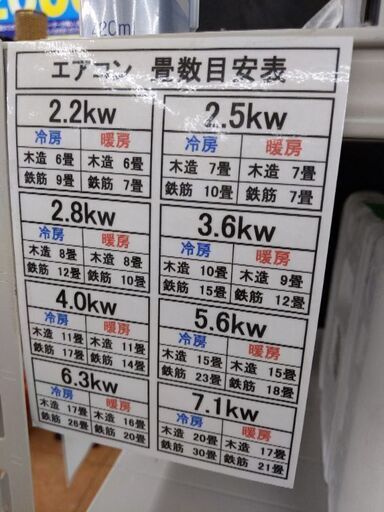 22cm
エアコン 畳数目安表
2.2kw
冷房 暖房
木造 6畳 木造 6畳
鉄筋 9畳 鉄筋 7畳
2.5kw
冷房 暖房
木造 7畳 木造 7畳
鉄筋 10畳 鉄筋 7畳
2.8kw
冷房 暖房
木造 8畳 木造 8畳
鉄筋 12畳 鉄筋 10畳
3.6kw
冷房 暖房
木造 10畳 木造 9畳
鉄筋 15畳 鉄筋 12畳
4.0kw
冷房 暖房
木造 11畳 木造 11畳
鉄筋 17畳 鉄筋 14畳
5.6kw
冷房 暖房
木造 15畳 木造 15畳
鉄筋 23畳 鉄筋 18畳
6.3kw
冷房 暖房
木造 17畳 木造 16畳
鉄筋 26畳 鉄筋 20畳
7.1kw
冷房 暖房
木造 20畳 木造 17畳
鉄筋 30畳 鉄筋 21畳